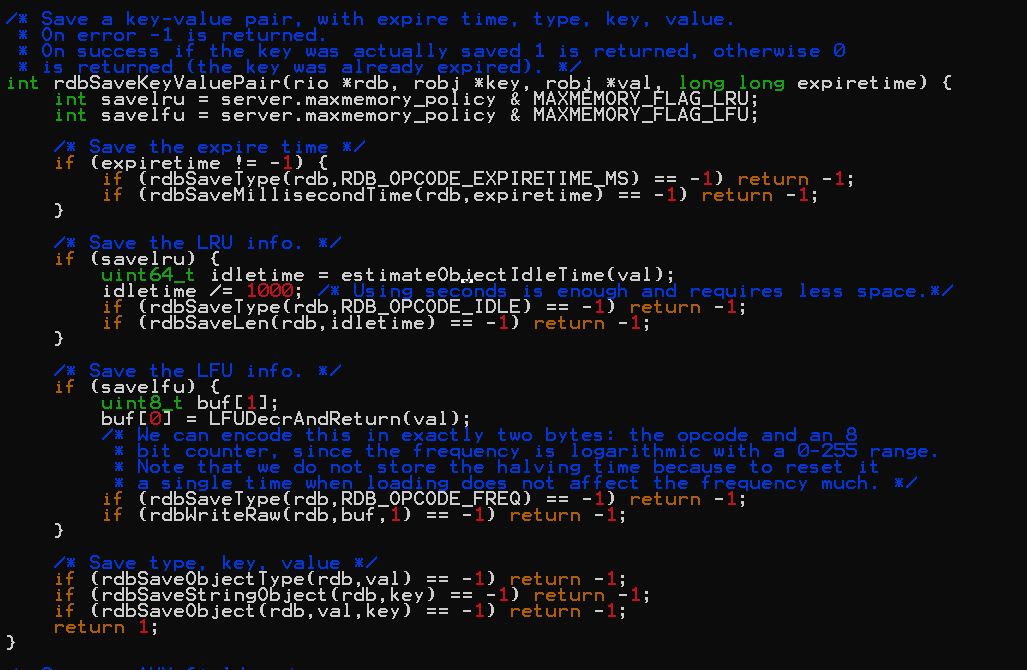 /* Save a key-value pair, with expire time, type, key, value.
 * On error -1 is returned.
 * On success if the key was actually saved 1 is returned, otherwise 0
 * is returned (the key was already expired). */
int rdbSaveKeyValuePair(rio *rdb, robj *key, robj *val, long long expiretime) {
    int savelru = server.maxmemory_policy & MAXMEMORY_FLAG_LRU;
    int savelfu = server.maxmemory_policy & MAXMEMORY_FLAG_LFU;

    /* Save the expire time */
    if (expiretime != -1) {
        if (rdbSaveType(rdb,RDB_OPCODE_EXPIRETIME_MS) == -1) return -1;
        if (rdbSaveMillisecondTime(rdb,expiretime) == -1) return -1;
    }

    /* Save the LRU info. */
    if (savelru) {
        uint64_t idletime = estimateObjectIdleTime(val);
        idletime /= 1000; /* Using seconds is enough and requires less space.*/
        if (rdbSaveType(rdb,RDB_OPCODE_IDLE) == -1) return -1;
        if (rdbSaveLen(rdb,idletime) == -1) return -1;
    }

    /* Save the LFU info. */
    if (savelfu) {
        uint8_t buf[1];
        buf[0] = LFUDecrAndReturn(val);
        /* We can encode this in exactly two bytes: the opcode and an 8
         * bit counter, since the frequency is logarithmic with a 0-255 range.
         * Note that we do not store the halving time because to reset it
         * a single time when loading does not affect the frequency much. */
        if (rdbSaveType(rdb,RDB_OPCODE_FREQ) == -1) return -1;
        if (rdbWriteRaw(rdb,buf,1) == -1) return -1;
    }

    /* Save type, key, value */
    if (rdbSaveObjectType(rdb,val) == -1) return -1;
    if (rdbSaveStringObject(rdb,key) == -1) return -1;
    if (rdbSaveObject(rdb,val,key) == -1) return -1;
    return 1;
}